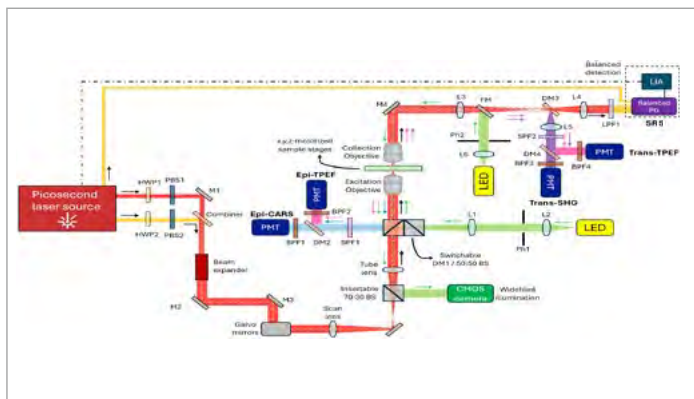 Balanced
detection
LIA
Balanced
PD
SRS
M4
L3
FM
DM3
L4
LPF1
x,y,z-motorized
sample stages
Collection
Objective
Ph2
L6
SPF2
L5
DM4
Trans-TPEF
PMT
BPF3
BPF4
PMT
Trans-SHG
LED
Excitation
Objective
Epi-TPEF
PMT
Epi-CARS
BPF2
PMT
BPF1
DM2
SPF1
L1
L2
LED
Ph1
Switchable
DM1 / 50:50 BS
Picosecond
laser source
HWP1
PBS1
M1
Combiner
HWP2
PBS2
Beam
expander
Tube
lens
Insertable
70:30 BS
CMOS
camera
Widefield
illumination
M2
M3
Galvo
mirrors
Scan
lens